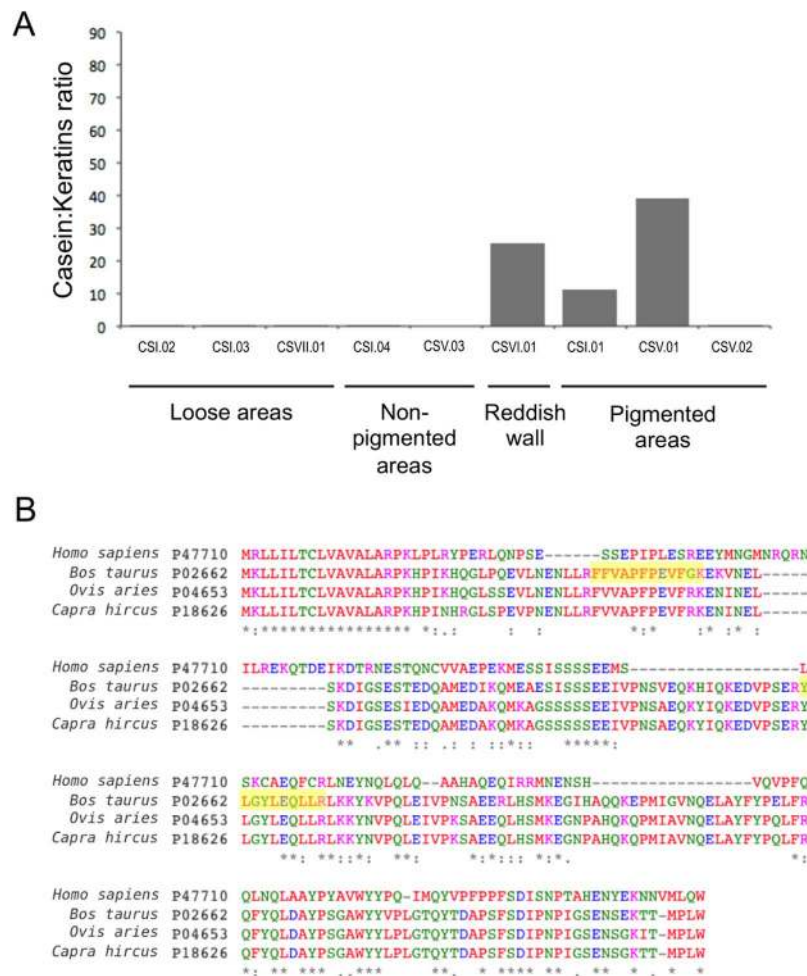 A
Casein:Keratins ratio
90
80
70
60
50
40
30
20
10
0
CSI.02 CSI.03 CSVII.01 CSI.04 CSV.03 CSVI.01 CSI.01 CSV.01 CSV.02
Loose areas Non-pigmented areas Reddish wall Pigmented areas
B
Homo sapiens P47710 MRLLILTCLVAVALARPKLPLRYPERLQNPSE------SSEPIPLESREEYMNGMNRQRN
Bos taurus P02662 MKLLILTCLVAVALARPKHPIKHQGLPQEVLNENLLRFFVAPFPEVFGKEKVNEL-----
Ovis aries P04653 MKLLILTCLVAVALARPKHPIKHQGLSPEVLNENLLRFVVAPFPEVFRKENINEL-----
Capra hircus P18626 MKLLILTCLVAVALARPKHPINHRGLSPEVPNENLLRFVVAPFPEVFRKENINEL-----
*:**************** *:.: : : *:* :: : *
Homo sapiens P47710 ILREKQTDEIKDTRNESTQNCVVAEPEKMESSISSSSEEMS------------------L
Bos taurus P02662 ---------SKDIGSESTEDQAMEDIKQMEAESISSSEEIVPNSVEQKHIQKEDVPSERY
Ovis aries P04653 ---------SKDIGSESIEDQAMEDAKQMKAGSSSSSEEIVPNSAEQKYIQKEDVPSERY
Capra hircus P18626 ---------SKDIGSESTEDQAMEDAKQMKAGSSSSSEEIVPNSAEQKYIQKEDVPSERY
** .** :: .: : ::*:: *****:
Homo sapiens P47710 SKCAEQFCRLNEYNQLQLQ--AAHAQEQIRRMNENSH---------------VQVPFQ
Bos taurus P02662 LGYLEQLLRLKKYKVPQLEIVPNSAEERLHSMKEGIHAQQKEPMIGVNQELAYFYPELFR
Ovis aries P04653 LGYLEQLLRLKKYNVPQLEIVPKSAEEQLHSMKEGNPAHQKQPMIAVNQELAYFYPQLFR
Capra hircus P18626 LGYLEQLLRLKKYNVPQLEIVPKSAEEQLHSMKEGNPAHQKQPMIAVNQELAYFYPQLFR
**: **::*: **: *:*:: *:*. *:
Homo sapiens P47710 QLNQLAAYPYAVWYYPQ-IMQYVPFPPFSDISNPTAHENYEKNNVMLQW
Bos taurus P02662 QFYQLDAYPSGAWYYVPLGTQYTDAPSFSDIPNPIGSENSEKTT-MPLW
Ovis aries P04653 QFYQLDAYPSGAWYYLPLGTQYTDAPSFSDIPNPIGSENSGKTT-MPLW
Capra hircus P18626 QFYQLDAYPSGAWYYLPLGTQYTDAPSFSDIPNPIGSENSGKTT-MPLW
*: ** *** .*** **. * **** ** . ** *.. * *